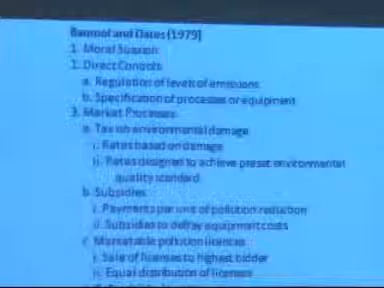 Baumol and Oates (1979)
1. Moral Suasion
2. Direct Controls
a. Regulation of levels of emissions
b. Specification of processes or equipment
3. Market Processes
a. Tax on environmental damage
i. Rates based on damage
ii. Rates designed to achieve preset environmental
quality standard
b. Subsidies
i. Payments per unit of pollution reduction
ii. Subsidies to defray equipment costs
c. Marketable pollution licences
i. Sale of licenses to highest bidder
ii. Equal distribution of licenses